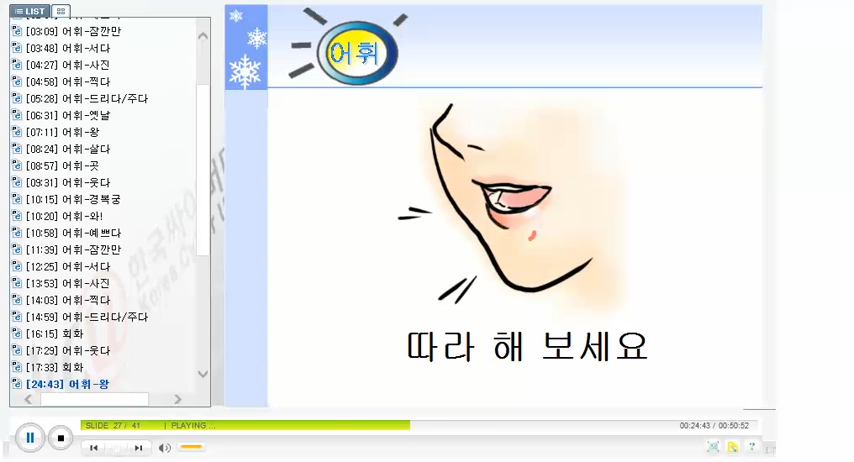 LIST
[03:09] 어휘-잠깐만
[03:48] 어휘-서다
[04:27] 어휘-사진
[04:58] 어휘-찍다
[05:28] 어휘-드리다/주다
[06:31] 어휘-옛날
[07:11] 어휘-왕
[08:24] 어휘-살다
[08:57] 어휘-곳
[09:31] 어휘-웃다
[10:15] 어휘-경복궁
[10:20] 어휘-와!
[10:58] 어휘-예쁘다
[11:39] 어휘-잠깐만
[12:25] 어휘-서다
[13:53] 어휘-사진
[14:03] 어휘-찍다
[14:59] 어휘-드리다/주다
[16:15] 회화
[17:29] 어휘-웃다
[17:33] 회화
[24:43] 어휘-왕
어휘
따라 해 보세요
SLIDE 27 / 41 | PLAYING...
00:24:43 / 00:50:52